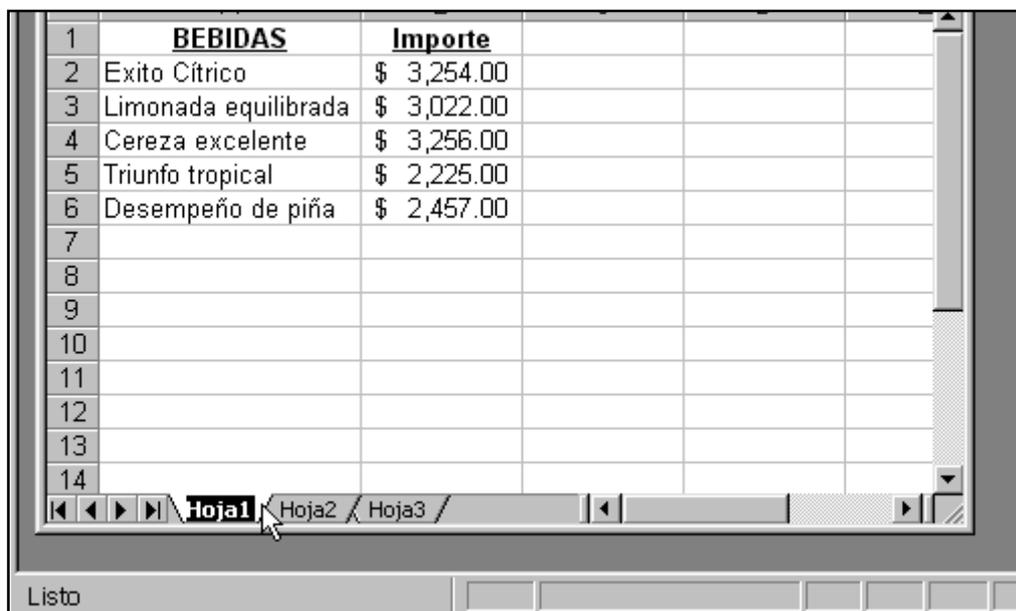 1 BEBIDAS Importe
2 Exito Cítrico $ 3,254.00
3 Limonada equilibrada $ 3,022.00
4 Cereza excelente $ 3,256.00
5 Triunfo tropical $ 2,225.00
6 Desempeño de piña $ 2,457.00
7
8
9
10
11
12
13
14
Hoja1 Hoja2 Hoja3
Listo